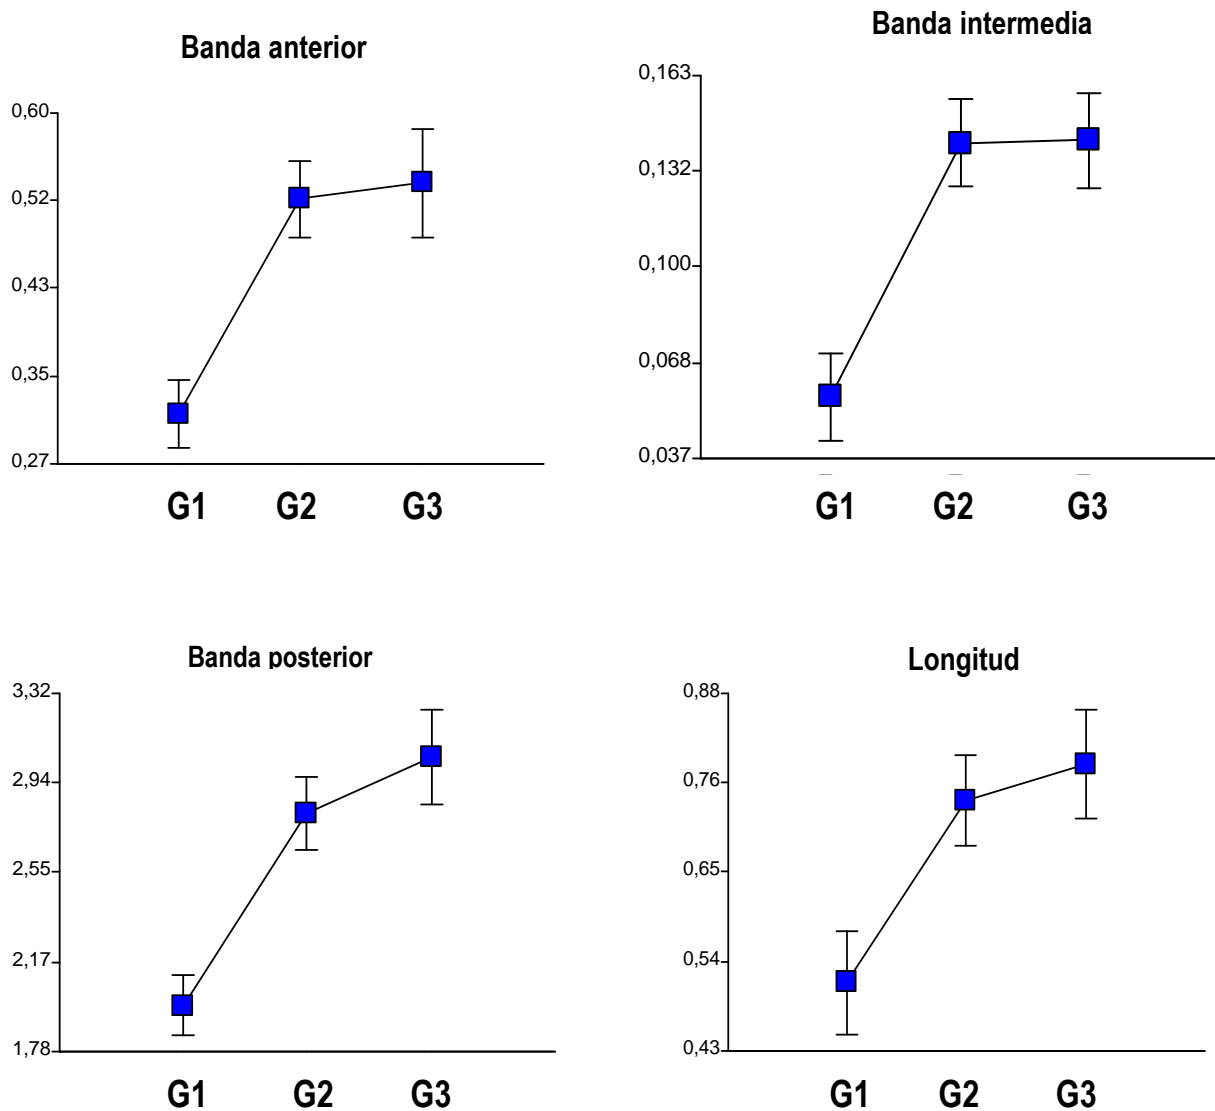 Banda anterior
0,60
0,52
0,43
0,35
0,27
G1 G2 G3
Banda intermedia
0,163
0,132
0,100
0,068
0,037
G1 G2 G3
Banda posterior
3,32
2,94
2,55
2,17
1,78
G1 G2 G3
Longitud
0,88
0,76
0,65
0,54
0,43
G1 G2 G3